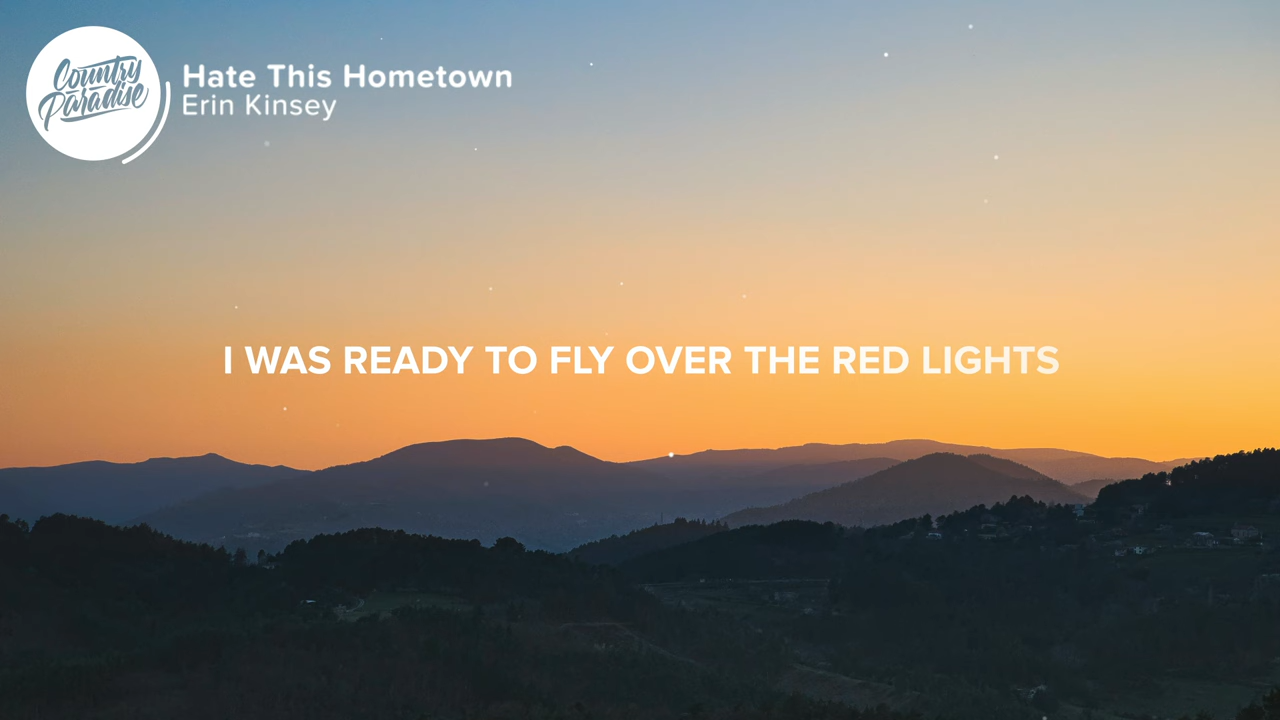 Country
Paradise
Hate This Hometown
Erin Kinsey
I WAS READY TO FLY OVER THE RED LIGHTS